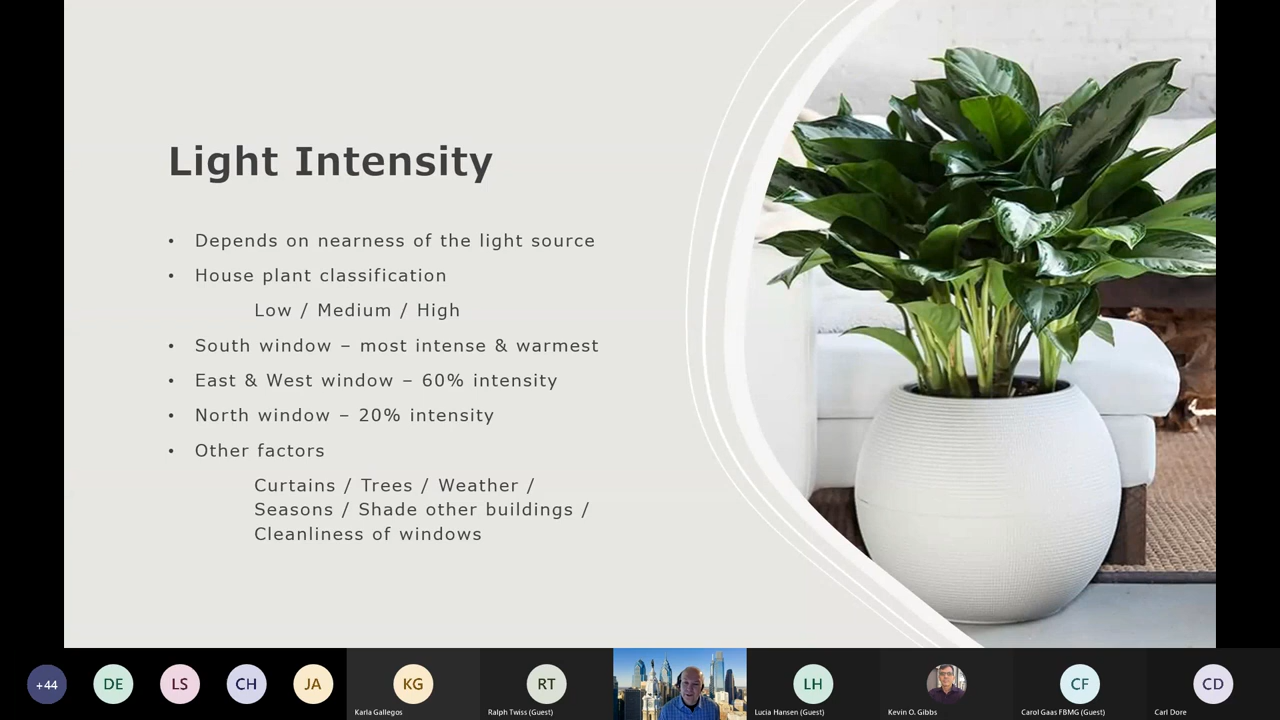 Light Intensity
• Depends on nearness of the light source
• House plant classification
Low / Medium / High
• South window – most intense & warmest
• East & West window – 60% intensity
• North window – 20% intensity
• Other factors
Curtains / Trees / Weather /
Seasons / Shade other buildings /
Cleanliness of windows
+44
DE
LS
CH
JA
KG
Karla Gallegos
RT
Ralph Twiss (Guest)
LH
Lucia Hansen (Guest)
Kevin O. Gibbs
CF
Carol Gaas FBMG (Guest)
CD
Carl Dore